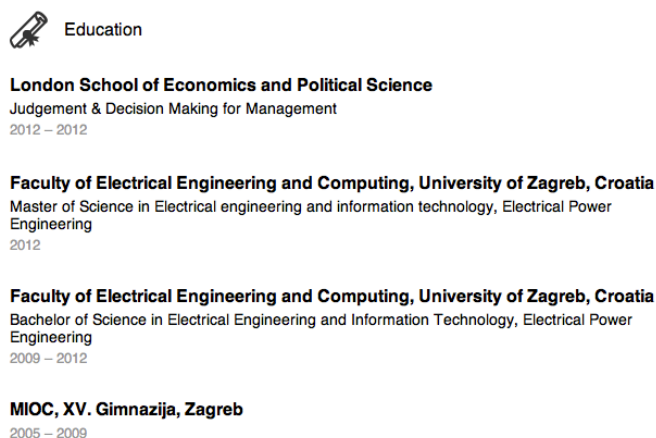 Education
London School of Economics and Political Science
Judgement & Decision Making for Management
2012 – 2012
Faculty of Electrical Engineering and Computing, University of Zagreb, Croatia
Master of Science in Electrical engineering and information technology, Electrical Power
Engineering
2012
Faculty of Electrical Engineering and Computing, University of Zagreb, Croatia
Bachelor of Science in Electrical Engineering and Information Technology, Electrical Power
Engineering
2009 – 2012
MIOC, XV. Gimnazija, Zagreb
2005 – 2009